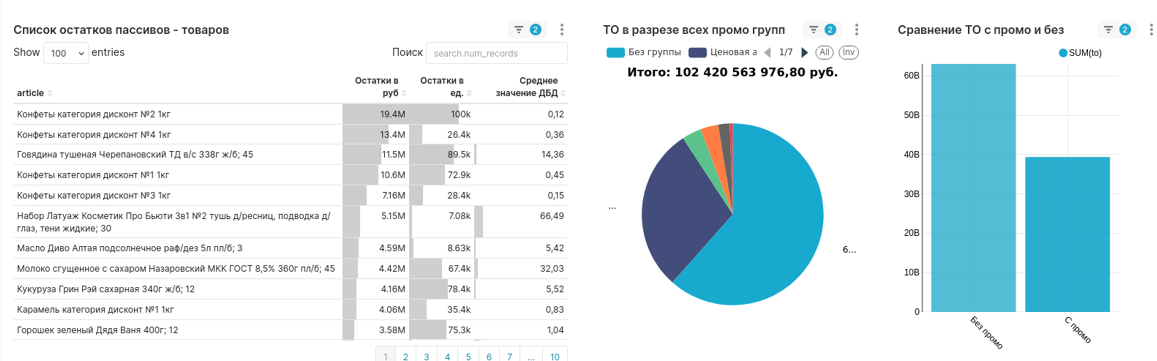 Список остатков пассивов - товаров
2
Show 100 entries
Поиск search.num_records
article
Остатки в руб
Остатки в ед.
Среднее значение ДБД
Конфеты категория дисконт №2 1кг 19.4M 100k 0,12
Конфеты категория дисконт №4 1кг 13.4M 26.4k 0,36
Говядина тушеная Черепановский ТД в/с 338г ж/б; 45 11.5M 89.5k 14,36
Конфеты категория дисконт №1 1кг 10.6M 72.9k 0,45
Конфеты категория дисконт №3 1кг 7.16M 28.4k 0,15
Набор Латуаж Косметик Про Бьюти 3в1 №2 тушь д/ресниц, подводка д/ 5.15M 7.08k 66,49
глаз, тени жидкие; 30
Масло Диво Алтая подсолнечное раф/дез 5л пл/б; 3 4.59M 8.63k 5,42
Молоко сгущенное с сахаром Назаровский МКК ГОСТ 8,5% 360г пл/б; 45 4.42M 67.4k 32,03
Кукуруза Грин Рэй сахарная 340г ж/б; 12 4.16M 78.4k 5,52
Карамель категория дисконт №1 1кг 4.06M 35.4k 0,83
Горошек зеленый Дядя Ваня 400г; 12 3.58M 75.3k 1,04
1 2 3 4 5 6 7 ... 10
ТО в разрезе всех промо групп
2
Без группы Ценовая а 1/7 All Inv
Итого: 102 420 563 976,80 руб.
...
6...
Сравнение ТО с промо и без
2
SUM(to)
60B
50B
40B
30B
20B
10B
0
Без промо
С промо